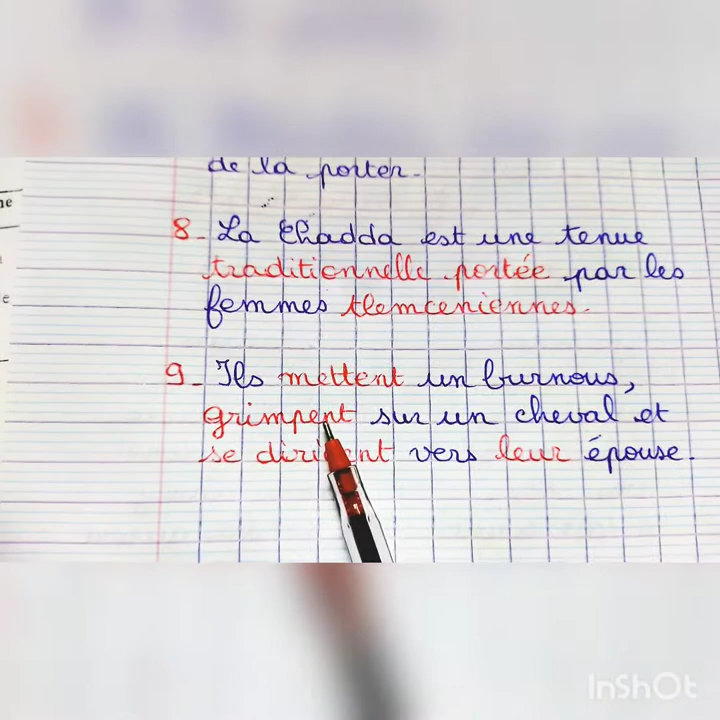 de la porter.
8- La Chadda est une tenue
traditionnelle portée par les
femmes tlemceniennes.
9- Ils mettent un burnous,
grimpent sur un cheval et
se dirigent vers leur épouse.
InShOt